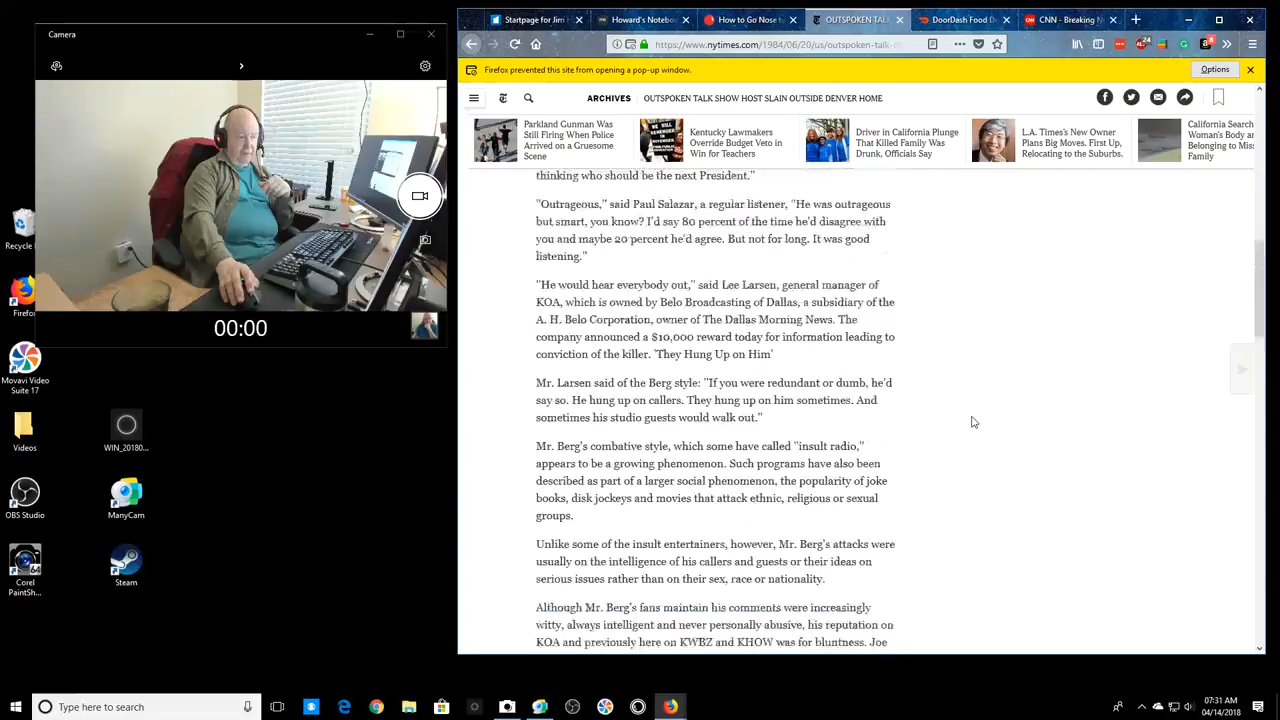 Camera
00:00
Recycle
Firefox
Movavi Video
Suite 17
Videos
WIN_20180...
OBS Studio
ManyCam
Corel
PaintSh...
Steam
Startpage for Jim
Howard's Notebo
How to Go Nose t
OUTSPOKEN TAL
DoorDash Food D
CNN - Breaking N
https://www.nytimes.com/1984/06/20/us/outspoken-talk-s
24
8
Firefox prevented this site from opening a pop-up window.
Options
ARCHIVES OUTSPOKEN TALK SHOW HOST SLAIN OUTSIDE DENVER HOME
Parkland Gunman Was
Still Firing When Police
Arrived on a Gruesome
Scene
Kentucky Lawmakers
Override Budget Veto in
Win for Teachers
Driver in California Plunge
That Killed Family Was
Drunk, Officials Say
L.A. Times's New Owner
Plans Big Moves. First Up,
Relocating to the Suburbs.
California Search
Woman's Body a
Belonging to Miss
Family
thinking who should be the next President."
"Outrageous," said Paul Salazar, a regular listener, "He was outrageous
but smart, you know? I'd say 80 percent of the time he'd disagree with
you and maybe 20 percent he'd agree. But not for long. It was good
listening."
"He would hear everybody out," said Lee Larsen, general manager of
KOA, which is owned by Belo Broadcasting of Dallas, a subsidiary of the
A. H. Belo Corporation, owner of The Dallas Morning News. The
company announced a $10,000 reward today for information leading to
conviction of the killer. 'They Hung Up on Him'
Mr. Larsen said of the Berg style: "If you were redundant or dumb, he'd
say so. He hung up on callers. They hung up on him sometimes. And
sometimes his studio guests would walk out."
Mr. Berg's combative style, which some have called "insult radio,"
appears to be a growing phenomenon. Such programs have also been
described as part of a larger social phenomenon, the popularity of joke
books, disk jockeys and movies that attack ethnic, religious or sexual
groups.
Unlike some of the insult entertainers, however, Mr. Berg's attacks were
usually on the intelligence of his callers and guests or their ideas on
serious issues rather than on their sex, race or nationality.
Although Mr. Berg's fans maintain his comments were increasingly
witty, always intelligent and never personally abusive, his reputation on
KOA and previously here on KWBZ and KHOW was for bluntness. Joe
Type here to search
07:31 AM
04/14/2018